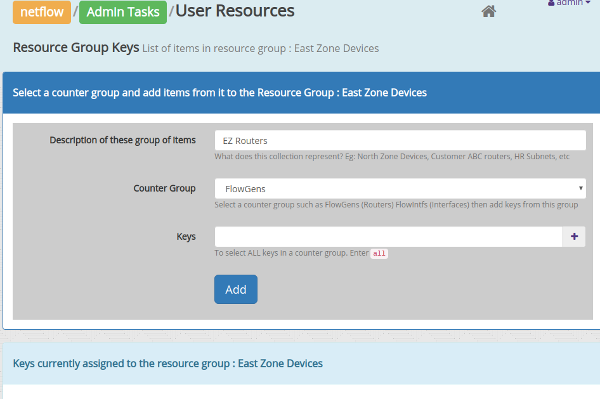 netflow / Admin Tasks / User Resources
admin
Resource Group Keys List of items in resource group : East Zone Devices
Select a counter group and add items from it to the Resource Group : East Zone Devices
Description of these group of items EZ Routers
What does this collection represent? Eg: North Zone Devices, Customer ABC routers, HR Subnets, etc
Counter Group FlowGens
Select a counter group such as FlowGens (Routers( FlowIntfs (Interfaces) then add keys from this group
Keys +
To select ALL keys in a counter group. Enter all
Add
Keys currently assigned to the resource group : East Zone Devices